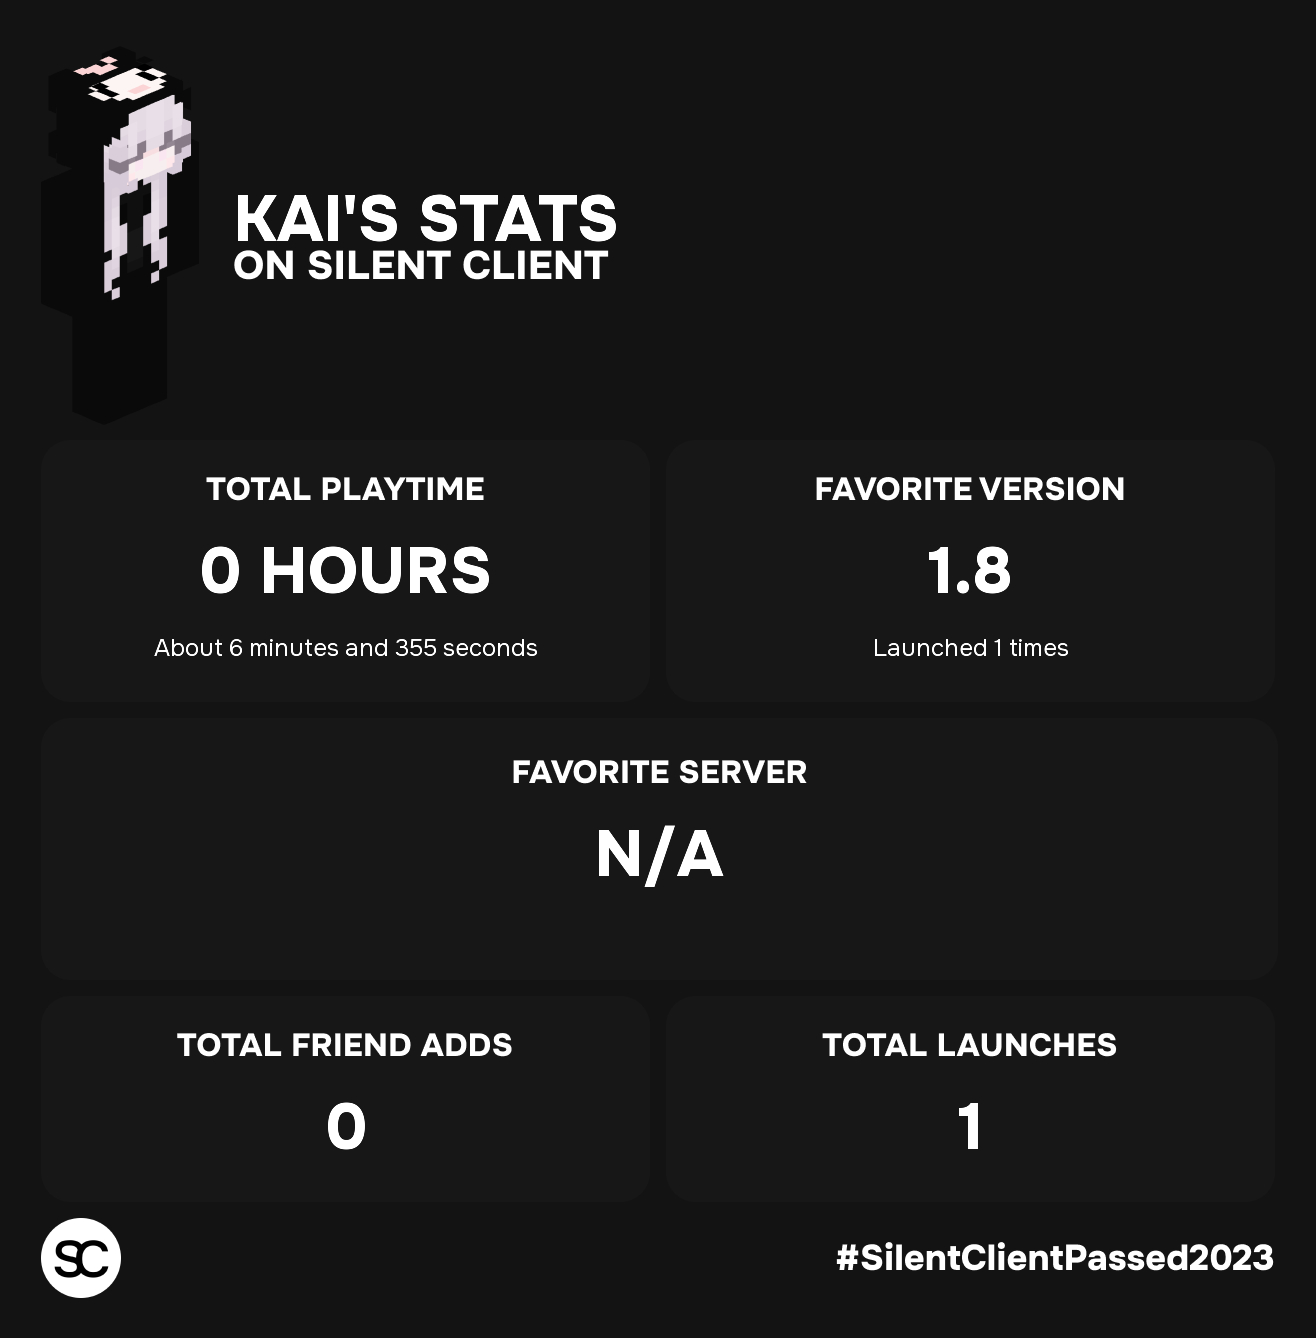 KAI'S STATS
ON SILENT CLIENT
TOTAL PLAYTIME
0 HOURS
About 6 minutes and 355 seconds
FAVORITE VERSION
1.8
Launched 1 times
FAVORITE SERVER
N/A
TOTAL FRIEND ADDS
0
TOTAL LAUNCHES
1
SC
#SilentClientPassed2023